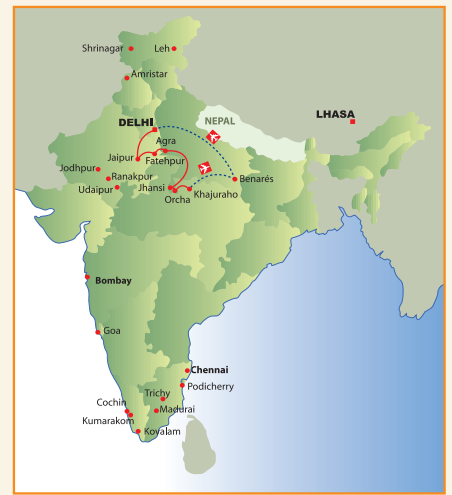 Shrinagar
Leh
Amristar
DELHI
NEPAL
LHASA
Agra
Jaipur
Fatehpur
Jodhpur
Ranakpur
Benarés
Udaipur
Jhansi
Khajuraho
Orcha
Bombay
Goa
Chennai
Podicherry
Trichy
Cochin
Madurai
Kumarakom
Kovalam